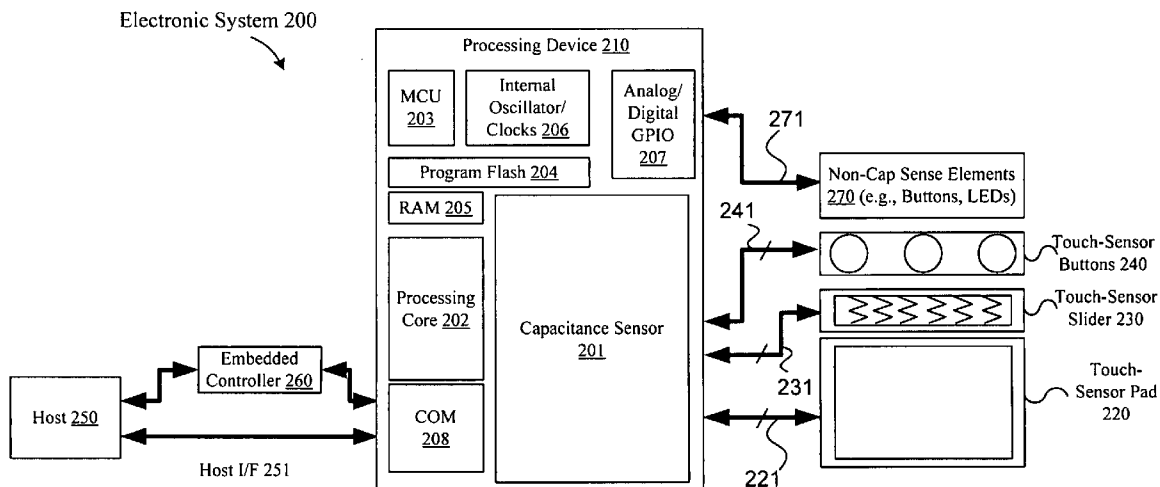 Electronic System 200
Processing Device 210
MCU
203
Internal
Oscillator/
Clocks 206
Analog/
Digital
GPIO
207
Program Flash 204
RAM 205
Processing
Core 202
Capacitance Sensor
201
COM
208
Embedded
Controller 260
Host 250
Host I/F 251
271
Non-Cap Sense Elements
270 (e.g., Buttons, LEDs)
241
Touch-Sensor
Buttons 240
Touch-Sensor
Slider 230
231
Touch-
Sensor Pad
220
221